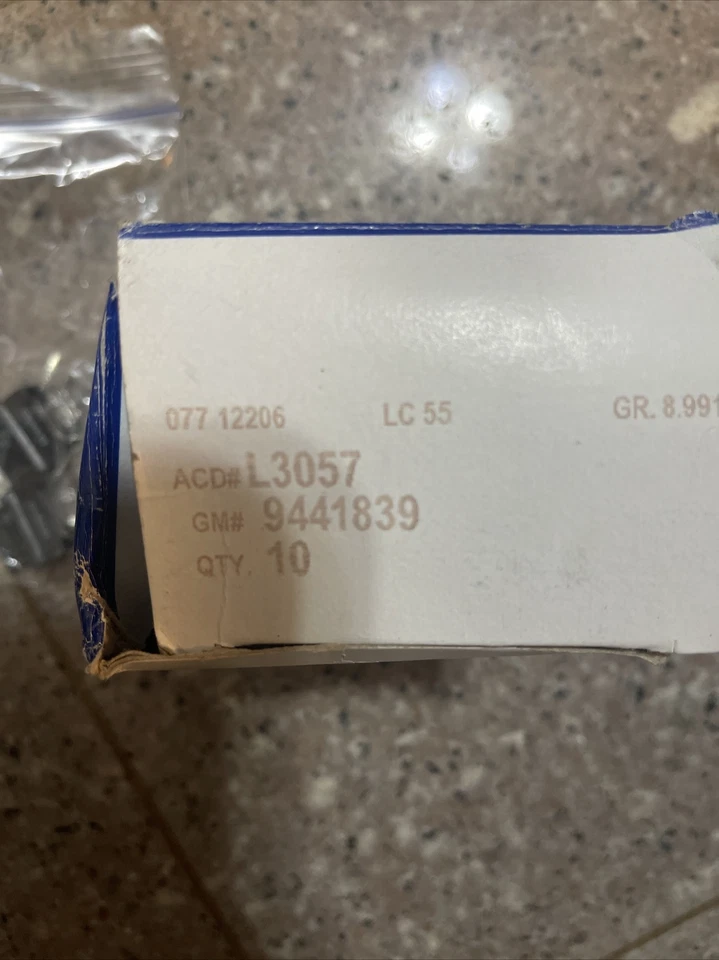 077 12206 LC 55 GR. 8.991
ACD# L3057
GM# 9441839
QTY. 10